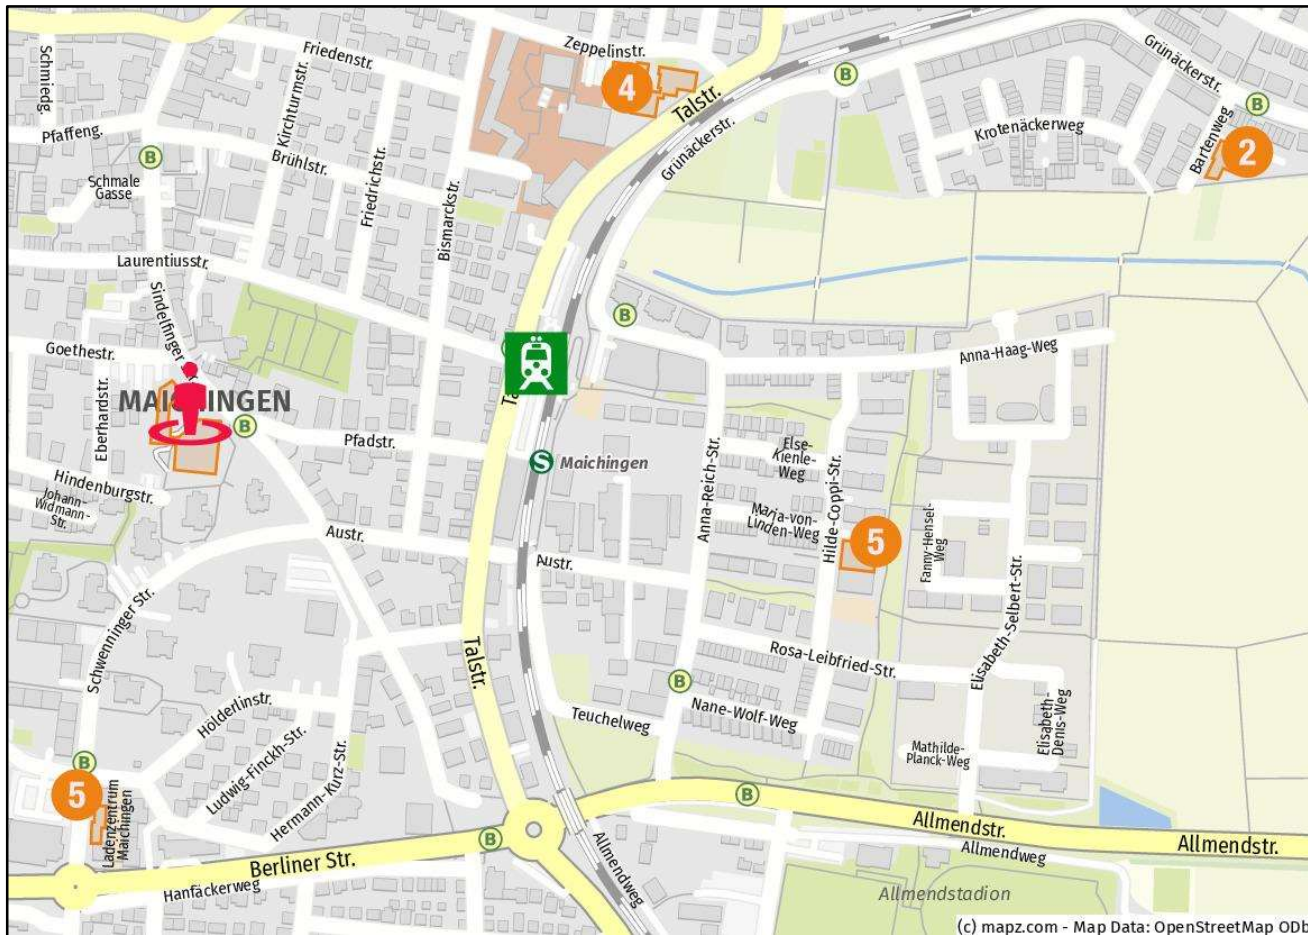 Schmiedg.
Friedenstr.
Kirchturmstr.
Zeppelinstr.
4
Talstr.
B
Grünäckerstr.
B
Pfaffeng.
B
Brühlstr.
Friedrichstr.
Bismarckstr.
Grünäckerstr.
Krotenäckerweg
Bartenweg
2
Schmale
Gasse
Laurentiusstr.
Sindelfinger
B
Goethestr.
Anna-Haag-Weg
Eberhardstr.
MAICHINGEN
B
Pfadstr.
S
Maichingen
Anna-Reich-Str.
Else-
Kienle-
Weg
Hilde-Coppi-Str.
Hindenburgstr.
Johann-
Widmann-
Str.
Austr.
Maria-von-
Linden-Weg
5
Fanny-Hensel-
Weg
Austr.
Elisabeth-Selbert-Str.
Schwenninger Str.
Talstr.
Rosa-Leibfried-Str.
B
Nane-Wolf-Weg
Teuchelweg
Hölderlinstr.
Ludwig-Finckh-Str.
Hermann-Kurz-Str.
Mathilde-
Planck-Weg
Elisabeth-
Denis-Weg
B
5
Ladenzentrum
Maichingen
B
B
Allmendstr.
Allmendstr.
Berliner Str.
Allmendweg
Allmendweg
Hanfäckerweg
Allmendstadion
(c) mapz.com - Map Data: OpenStreetMap ODb